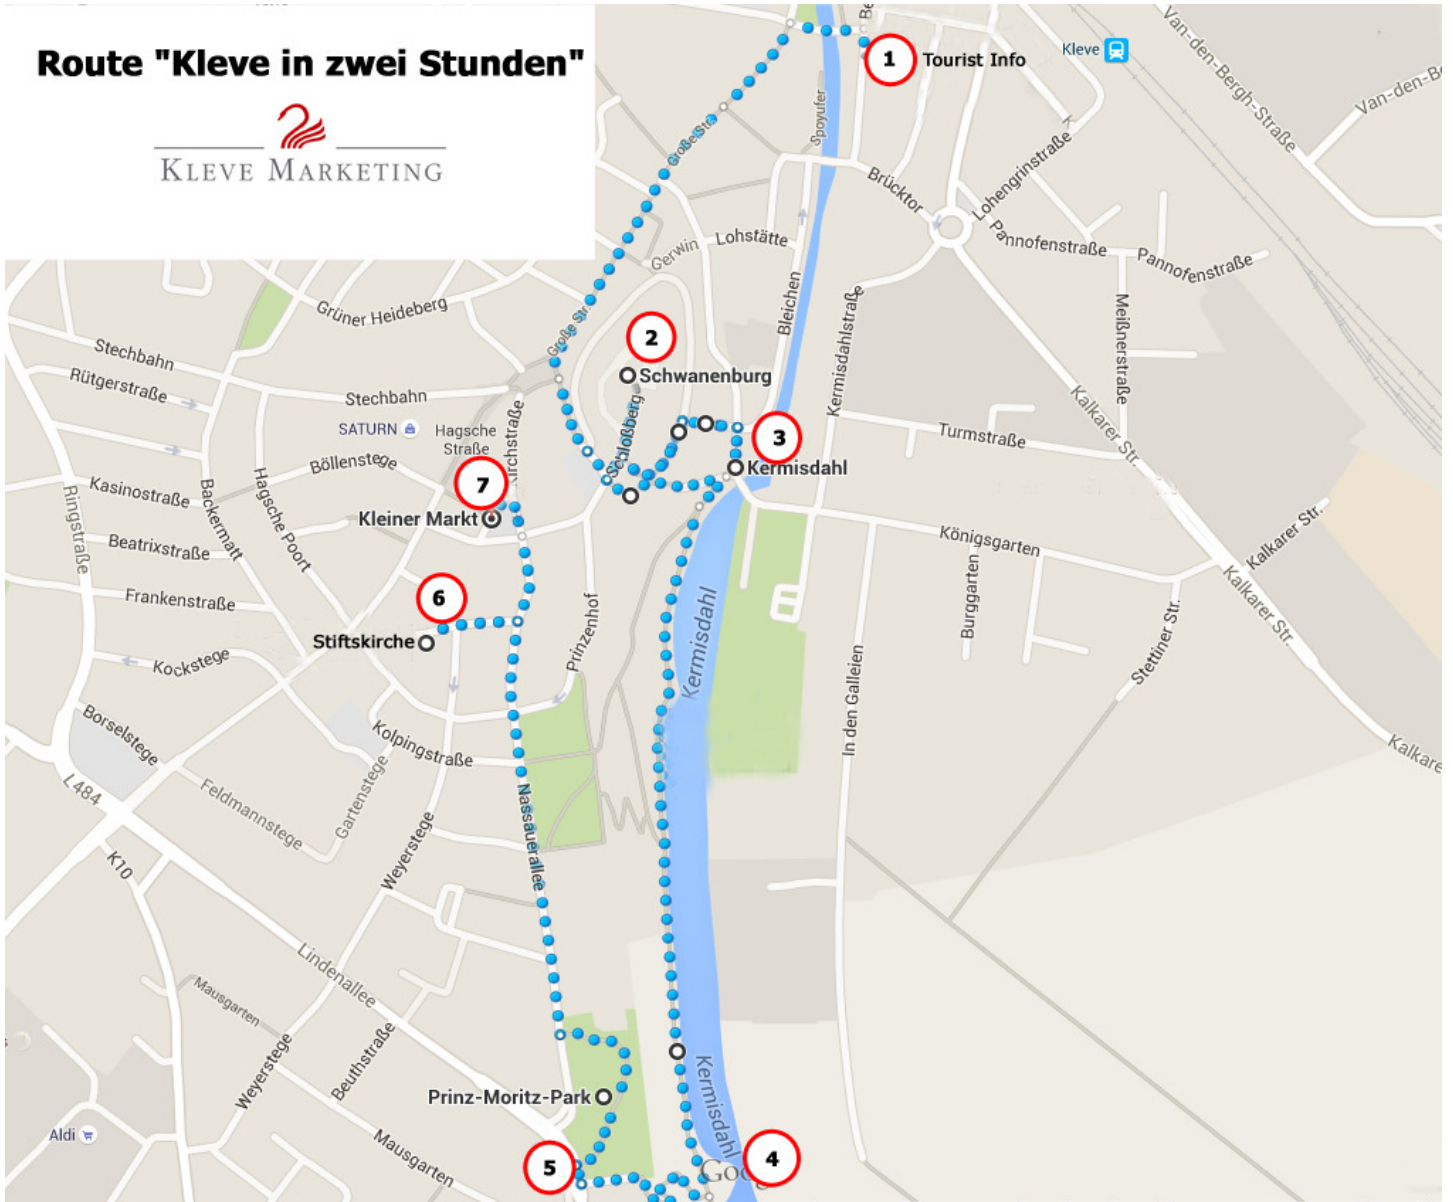 Route "Kleve in zwei Stunden"
KLEVE MARKETING
Be
1
Tourist Info
Kleve
Van-den-Bergh-Straße
Van-den-B
Große Str.
Spoyufer
Brücktor
Lohengrinstraße
K
Pannofenstraße
Pannofenstraße
Gerwin
Lohstätte
Bleichen
Kermisdahlstraße
Meißnerstraße
Grüner Heideberg
Große Str.
2
Schwanenburg
Stechbahn
Rütgerstraße
Stechbahn
SATURN
Hagsche
Straße
Kirchstraße
Schloßberg
3
Kermisdahl
Turmstraße
Kalkarer Str.
Böllenstege
7
Kleiner Markt
Kasinostraße
Backermatt
Hagsche Poort
Ringstraße
Beatrixstraße
Königsgarten
Kalkarer Str.
Kalkarer Str.
Burggarten
Frankenstraße
6
Stiftskirche
Prinzenhof
Kermisdahl
In den Galleien
Stettiner Str.
Kockstege
Borselstege
Kolpingstraße
Kalkare
L484
Feldmannstege
Gartenstege
Nassauerallee
Weyerstege
K10
Lindenallee
Mausgarten
Weyerstege
Beuthstraße
Prinz-Moritz-Park
Kermisdahl
Aldi
Mausgarten
5
4
Goog